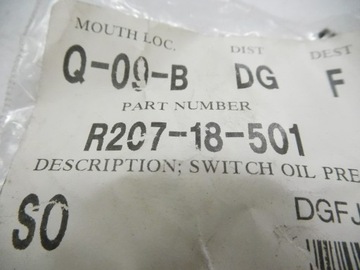 MOUTH LOC. DIST DEST
Q-09-B DG F
PART NUMBER
R207-18-501
DESCRIPTION; SWITCH OIL PRE
SO DGFJ